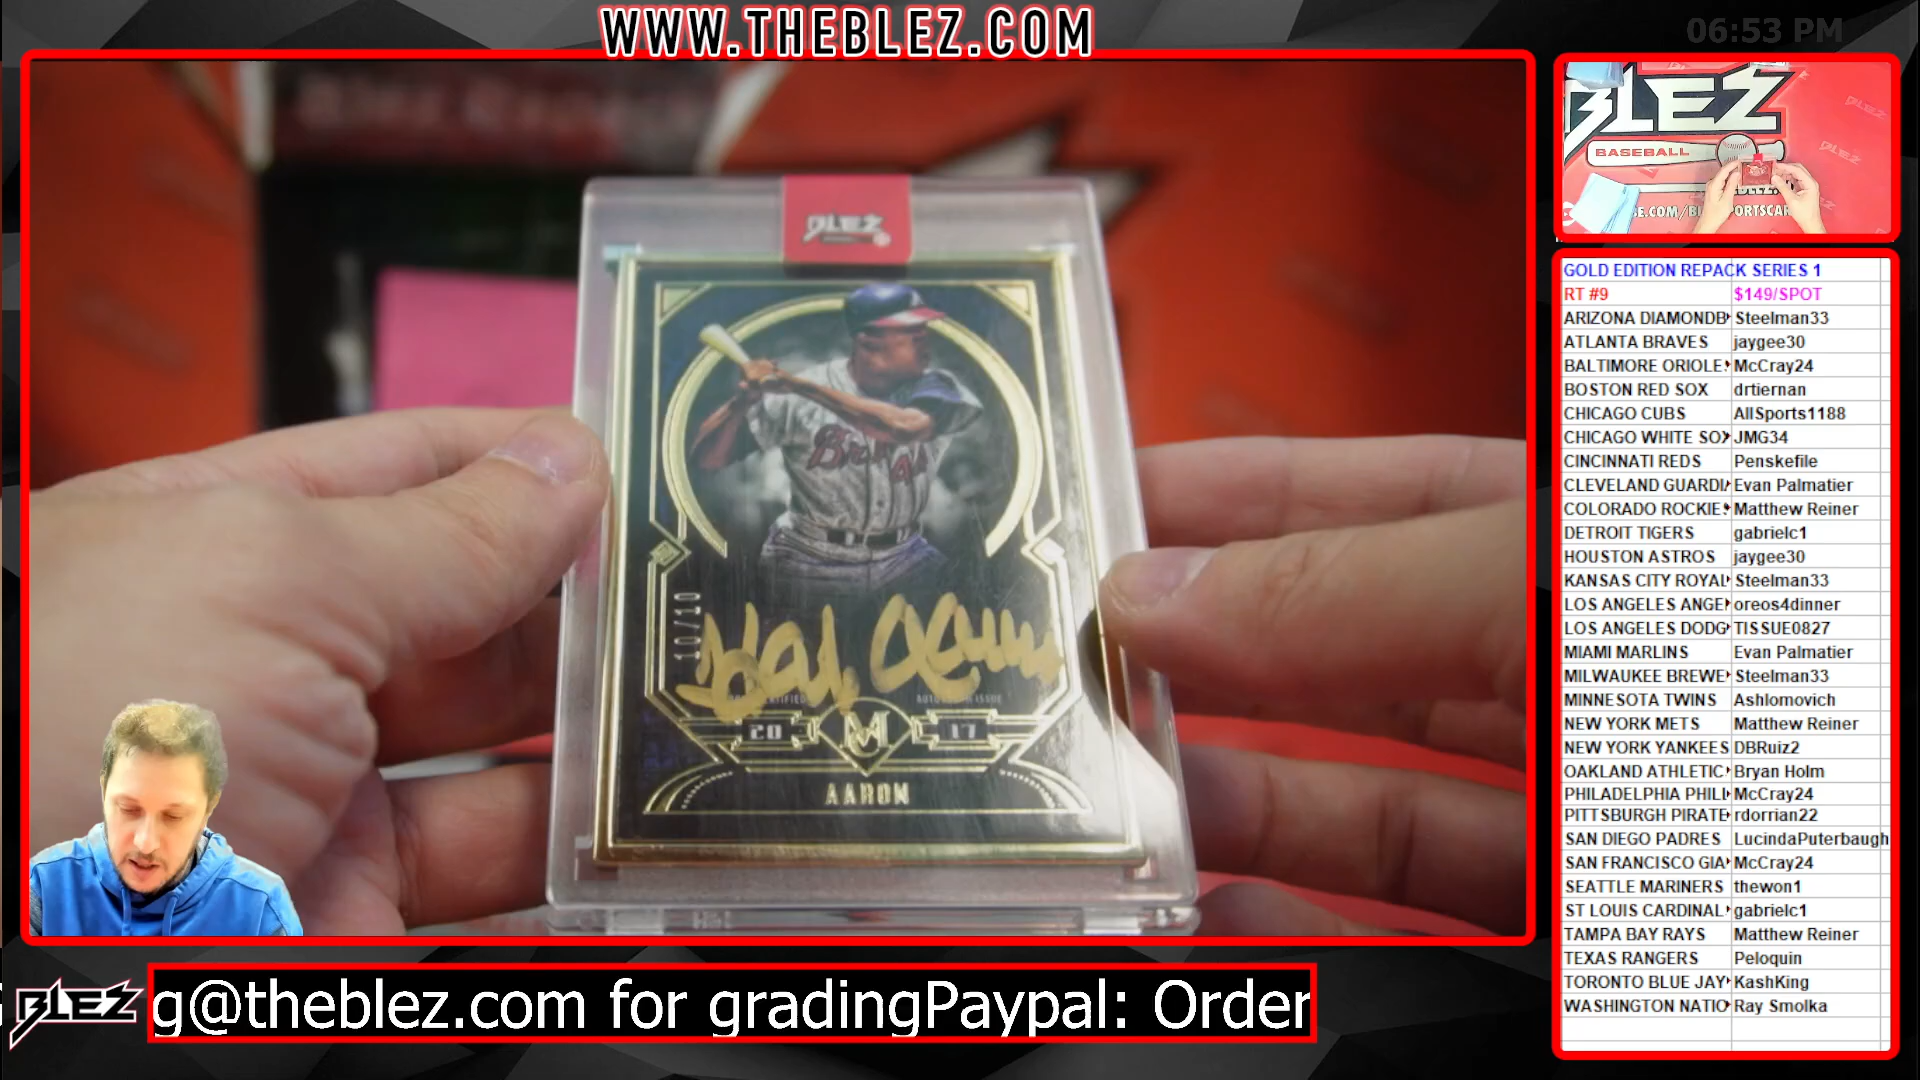 WWW.THEBLEZ.COM
06:53 PM
BLEZ
BLEZ
BASEBALL
10/10
Hank Aaron
20 M 17
AARON
GOLD EDITION REPACK SERIES 1
RT #9 $149/SPOT
ARIZONA DIAMONDB Steelman33
ATLANTA BRAVES jaygee30
BALTIMORE ORIOLE McCray24
BOSTON RED SOX drtiernan
CHICAGO CUBS AllSports1188
CHICAGO WHITE SOX JMG34
CINCINNATI REDS Penskefile
CLEVELAND GUARDI Evan Palmatier
COLORADO ROCKIE Matthew Reiner
DETROIT TIGERS gabrielc1
HOUSTON ASTROS jaygee30
KANSAS CITY ROYAL Steelman33
LOS ANGELES ANGE oreos4dinner
LOS ANGELES DODG TISSUE0827
MIAMI MARLINS Evan Palmatier
MILWAUKEE BREWE Steelman33
MINNESOTA TWINS Ashlomovich
NEW YORK METS Matthew Reiner
NEW YORK YANKEES DBRuiz2
OAKLAND ATHLETIC Bryan Holm
PHILADELPHIA PHILI McCray24
PITTSBURGH PIRATE rdorrian22
SAN DIEGO PADRES LucindaPuterbaugh
SAN FRANCISCO GIA McCray24
SEATTLE MARINERS thewon1
ST LOUIS CARDINAL gabrielc1
TAMPA BAY RAYS Matthew Reiner
TEXAS RANGERS Peloquin
TORONTO BLUE JAY KashKing
WASHINGTON NATIO Ray Smolka
BLEZ
g@theblez.com for gradingPaypal: Order